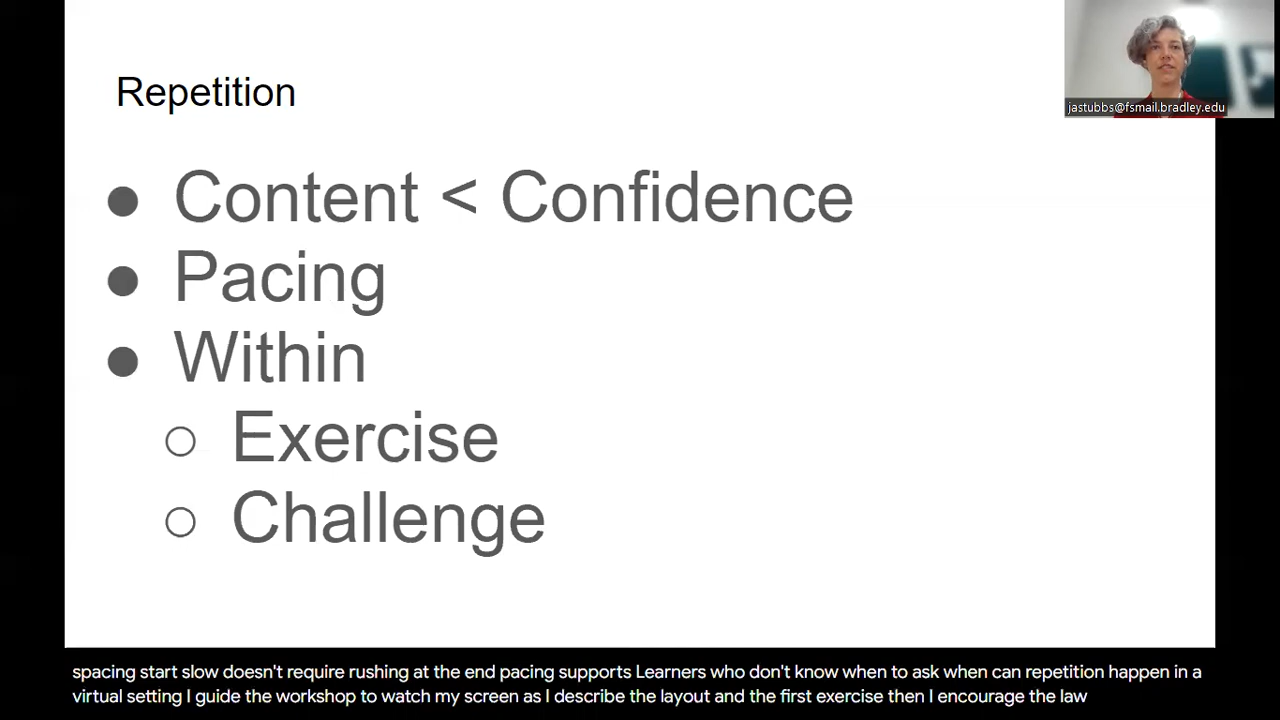 Repetition
jastubbs@fsmail.bradley.edu
Content < Confidence
Pacing
Within
Exercise
Challenge
spacing start slow doesn't require rushing at the end pacing supports Learners who don't know when to ask when can repetition happen in a
virtual setting I guide the workshop to watch my screen as I describe the layout and the first exercise then I encourage the law